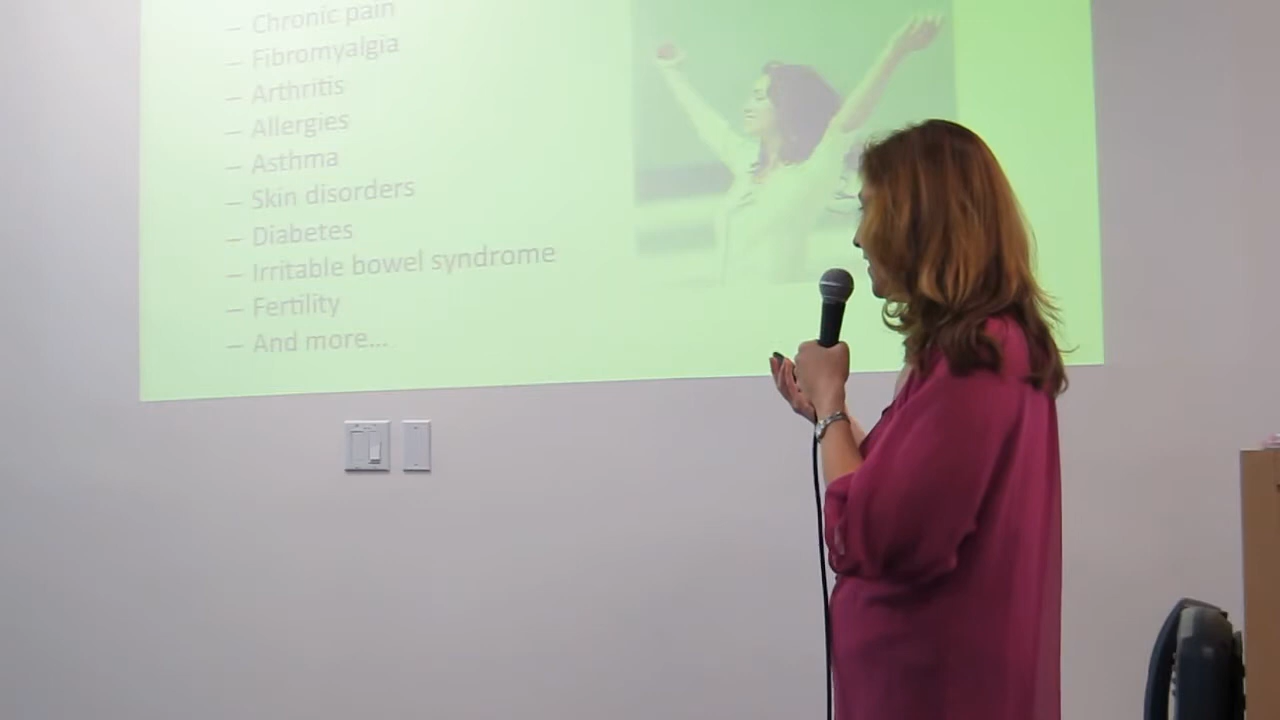 – Chronic pain
– Fibromyalgia
– Arthritis
– Allergies
– Asthma
– Skin disorders
– Diabetes
– Irritable bowel syndrome
– Fertility
– And more...